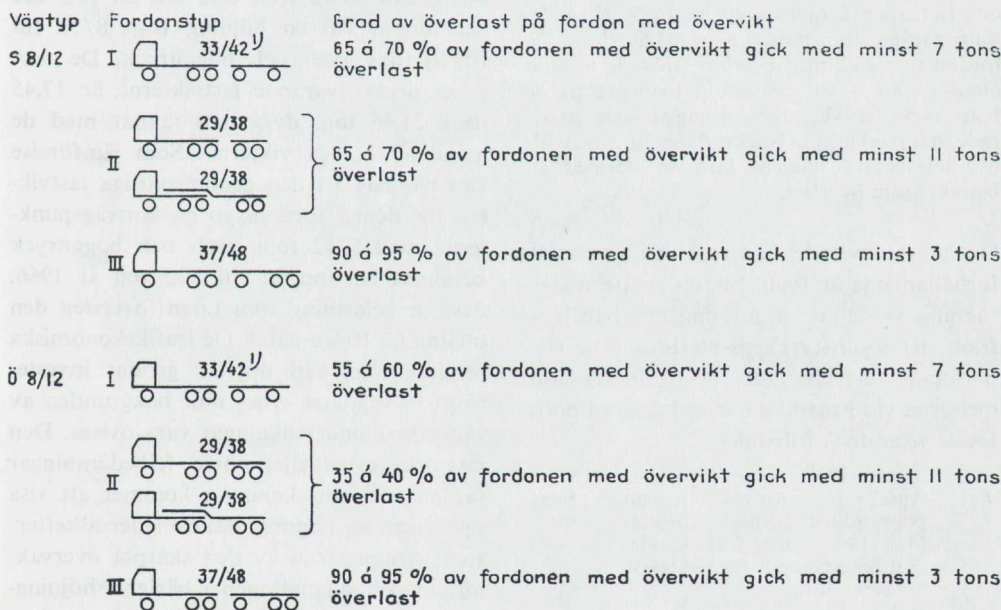 Vägtyp Fordonstyp Grad av överlast på fordon med övervikt
S 8/12 I 33/42 1) 65 á 70 % av fordonen med övervikt gick med minst 7 tons
överlast
29/38
II 65 á 70 % av fordonen med övervikt gick med minst 11 tons
överlast
29/38
III 37/48 90 á 95 % av fordonen med övervikt gick med minst 3 tons
överlast
Ö 8/12 I 33/42 1) 55 á 60 % av fordonen med övervikt gick med minst 7 tons
överlast
29/38
II 35 á 40 % av fordonen med övervikt gick med minst 11 tons
överlast
29/38
III 37/48 90 á 95 % av fordonen med övervikt gick med minst 3 tons
överlast